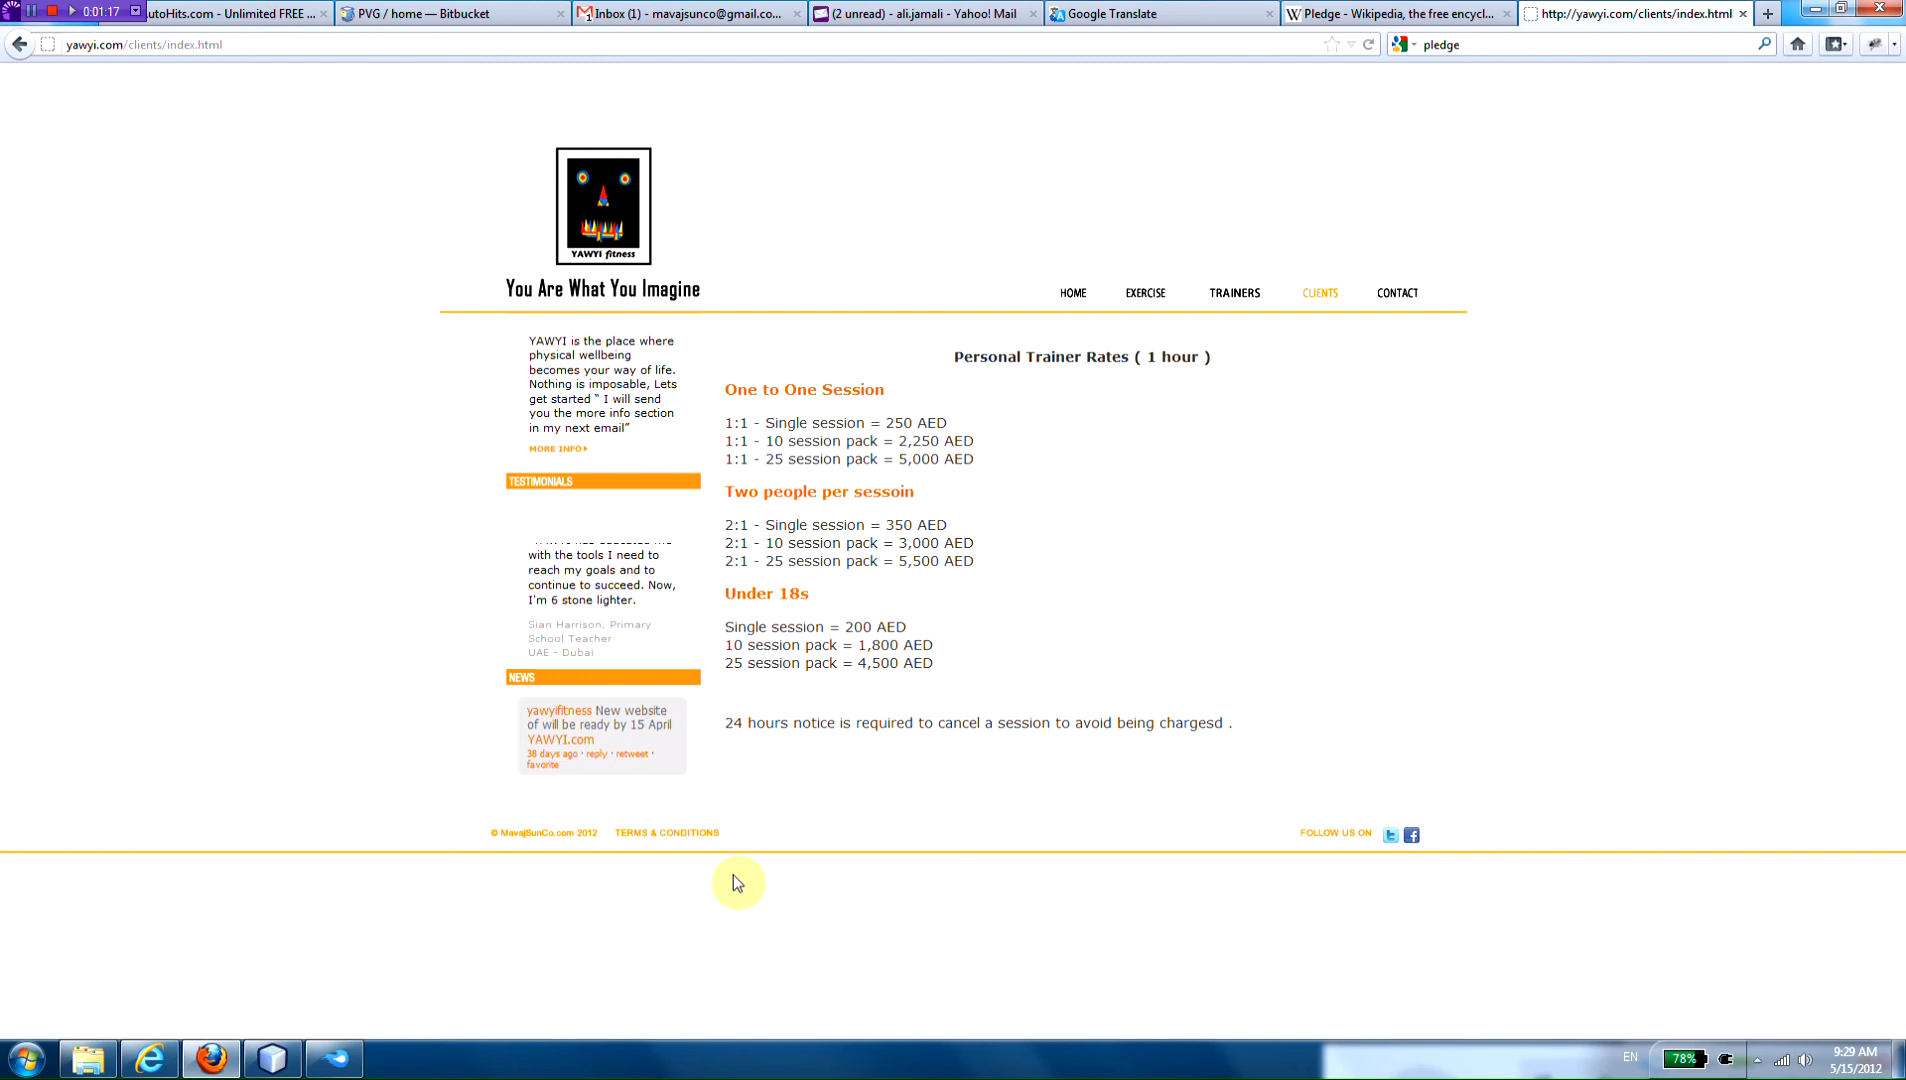 0:01:17
utoHits.com - Unlimited FREE ...
PVG / home — Bitbucket
Inbox (1) - mavajsunco@gmail.co...
(2 unread) - ali.jamali - Yahoo! Mail
Google Translate
Pledge - Wikipedia, the free encycl...
http://yawyi.com/clients/index.html
yawyi.com/clients/index.html
pledge
YAWYI fitness
You Are What You Imagine
HOME
EXERCISE
TRAINERS
CLIENTS
CONTACT
YAWYI is the place where
physical wellbeing
becomes your way of life.
Nothing is imposable, Lets
get started “ I will send
you the more info section
in my next email”
MORE INFO
TESTIMONIALS
with the tools I need to
reach my goals and to
continue to succeed. Now,
I'm 6 stone lighter.
Sian Harrison, Primary
School Teacher
UAE - Dubai
NEWS
yawyifitness New website
of will be ready by 15 April
YAWYI.com
38 days ago · reply · retweet ·
favorite
Personal Trainer Rates ( 1 hour )
One to One Session
1:1 - Single session = 250 AED
1:1 - 10 session pack = 2,250 AED
1:1 - 25 session pack = 5,000 AED
Two people per sessoin
2:1 - Single session = 350 AED
2:1 - 10 session pack = 3,000 AED
2:1 - 25 session pack = 5,500 AED
Under 18s
Single session = 200 AED
10 session pack = 1,800 AED
25 session pack = 4,500 AED
24 hours notice is required to cancel a session to avoid being chargesd .
© MavajSunCo.com 2012
TERMS & CONDITIONS
FOLLOW US ON
EN
78%
9:29 AM
5/15/2012